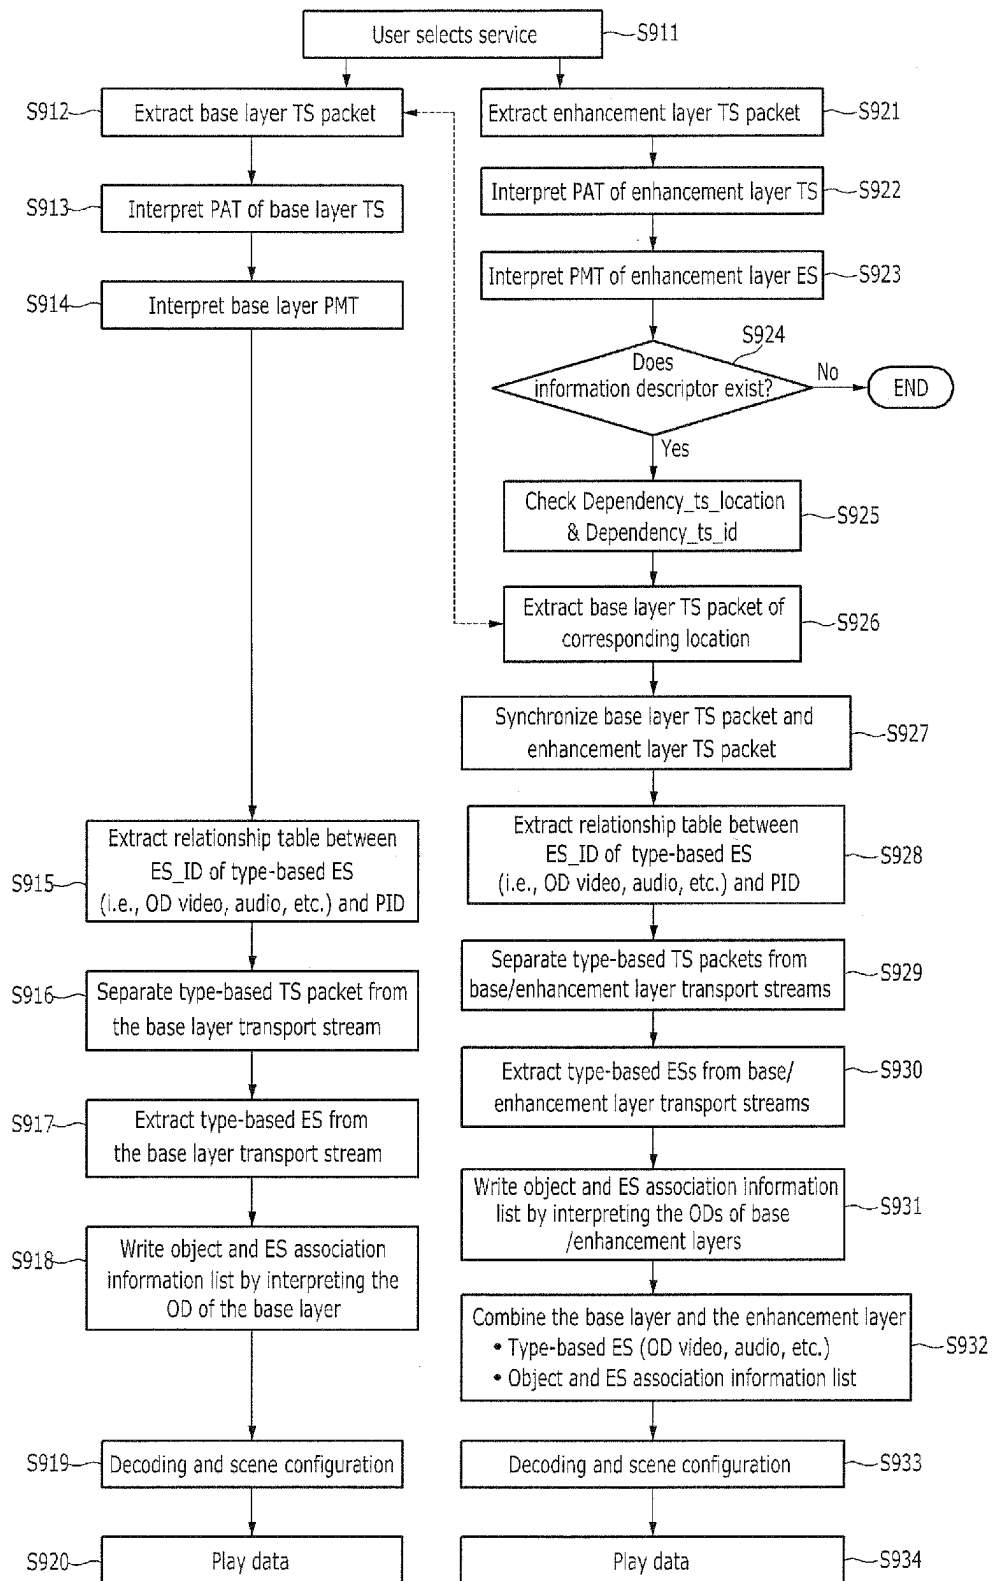 User selects service
S911
S912
Extract base layer TS packet
S913
Interpret PAT of base layer TS
S914
Interpret base layer PMT
S915
Extract relationship table between
ES_ID of type-based ES
(i.e., OD video, audio, etc.) and PID
S916
Separate type-based TS packet from
the base layer transport stream
S917
Extract type-based ES from
the base layer transport stream
S918
Write object and ES association
information list by interpreting the
OD of the base layer
S919
Decoding and scene configuration
S920
Play data
Extract enhancement layer TS packet
S921
Interpret PAT of enhancement layer TS
S922
Interpret PMT of enhancement layer ES
S923
S924
Does
information descriptor exist?
No
END
Yes
Check Dependency_ts_location
& Dependency_ts_id
S925
Extract base layer TS packet of
corresponding location
S926
Synchronize base layer TS packet and
enhancement layer TS packet
S927
Extract relationship table between
ES_ID of type-based ES
(i.e., OD video, audio, etc.) and PID
S928
Separate type-based TS packets from
base/enhancement layer transport streams
S929
Extract type-based ESs from base/
enhancement layer transport streams
S930
Write object and ES association information
list by interpreting the ODs of base
/enhancement layers
S931
Combine the base layer and the enhancement layer
• Type-based ES (OD video, audio, etc.)
• Object and ES association information list
S932
Decoding and scene configuration
S933
Play data
S934